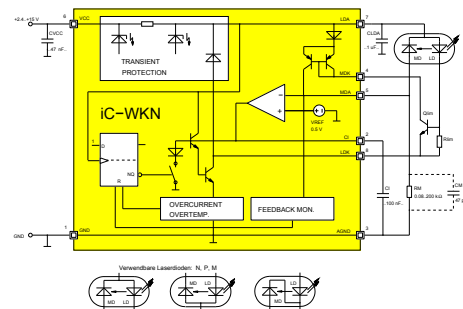 +2.4..+15 V
6
VCC
LDA
7
CVCC
.47 nF..
CLDA
..1 uF..
TRANSIENT
PROTECTION
MD
LD
MDK
4
MDA
5
iC–WKN
Qlim
VREF
0.5 V
CI
2
Rlim
LDK
8
1
D
NQ
R
CI
..100 nF..
RM
0.08..200 kΩ
CM
OVERCURRENT
OVERTEMP.
FEEDBACK MON.
GND
1
GND
AGND
3
Verwendbare Laserdioden: N, P, M
MD
LD
MD
LD
LD
MD